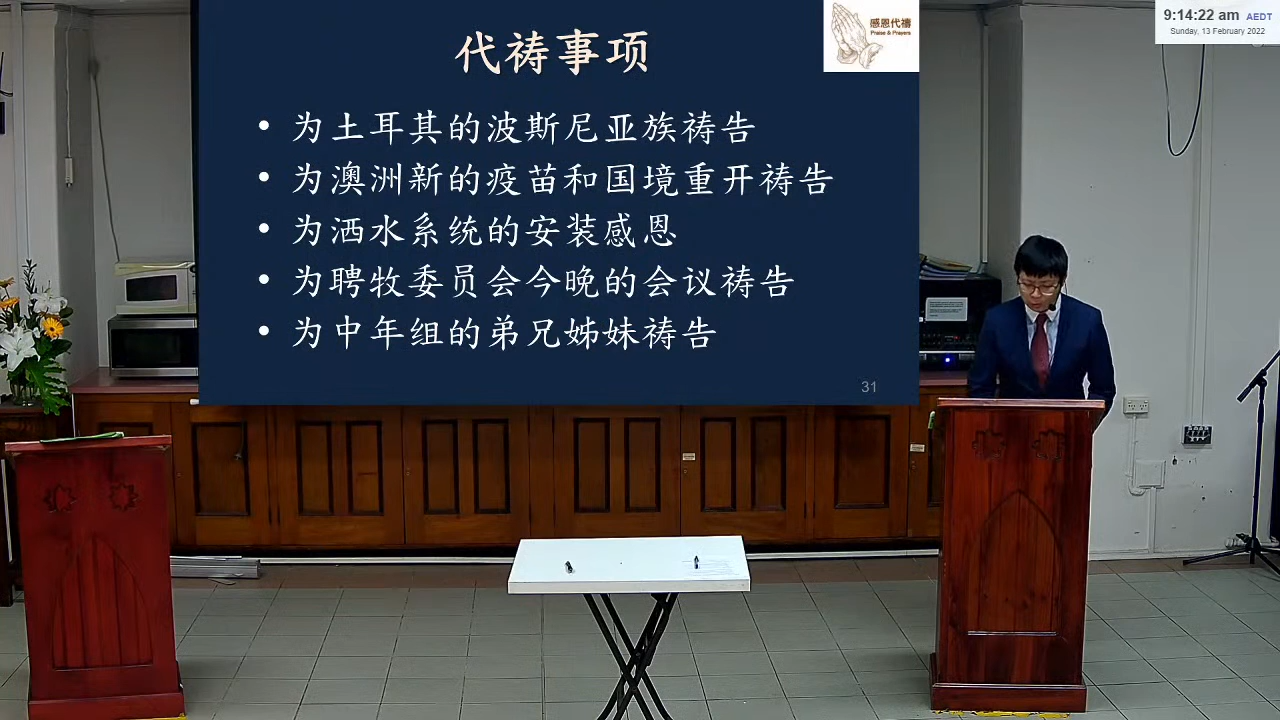 9:14:22 am AEDT
Sunday, 13 February 2022
感恩代禱
Praise & Prayers
代祷事项
• 为土耳其的波斯尼亚族祷告
• 为澳洲新的疫苗和国境重开祷告
• 为洒水系统的安装感恩
• 为聘牧委员会今晚的会议祷告
• 为中年组的弟兄姊妹祷告
31